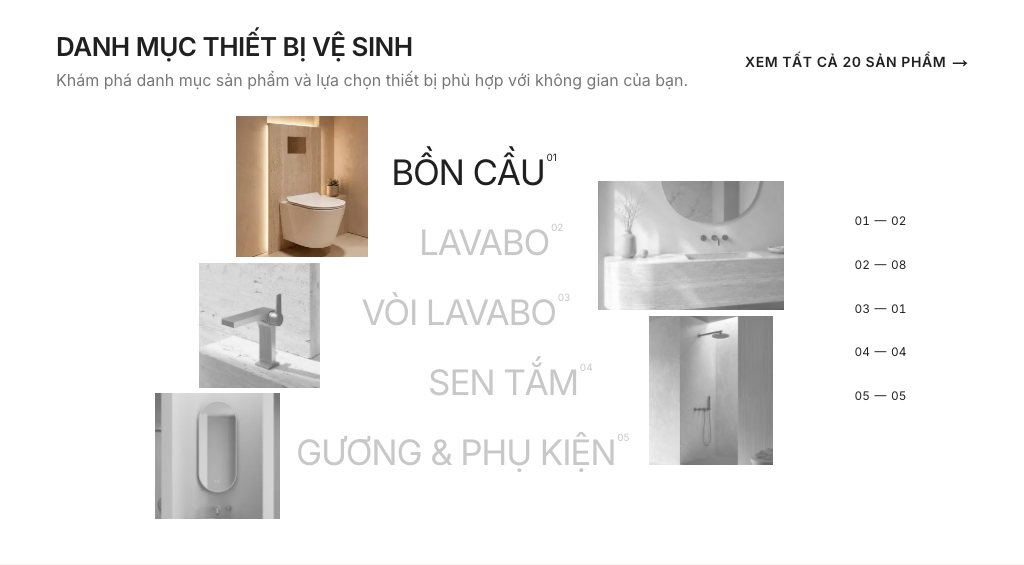 DANH MỤC THIẾT BỊ VỆ SINH
Khám phá danh mục sản phẩm và lựa chọn thiết bị phù hợp với không gian của bạn.
XEM TẤT CẢ 20 SẢN PHẨM →
BỒN CẦU 01
LAVABO 02
VÒI LAVABO 03
SEN TẮM 04
GƯƠNG & PHỤ KIỆN 05
01 — 02
02 — 08
03 — 01
04 — 04
05 — 05